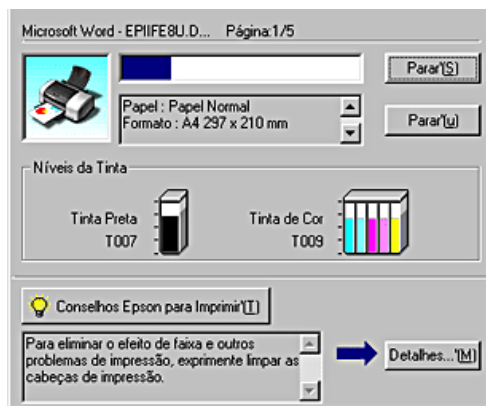 Microsoft Word - EPIIFE8U.D... Página:1/5
Parar'(S)
Papel : Papel Normal
Formato : A4 297 x 210 mm
Parar'(u)
Níveis da Tinta
Tinta Preta
T007
Tinta de Cor
T009
Conselhos Epson para Imprimir'(T)
Para eliminar o efeito de faixa e outros
problemas de impressão, exprimente limpar as
cabeças de impressão.
Detalhes...'(M)